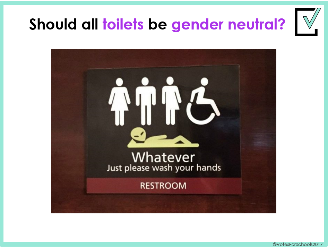 Should all toilets be gender neutral?
Whatever
Just please wash your hands
RESTROOM